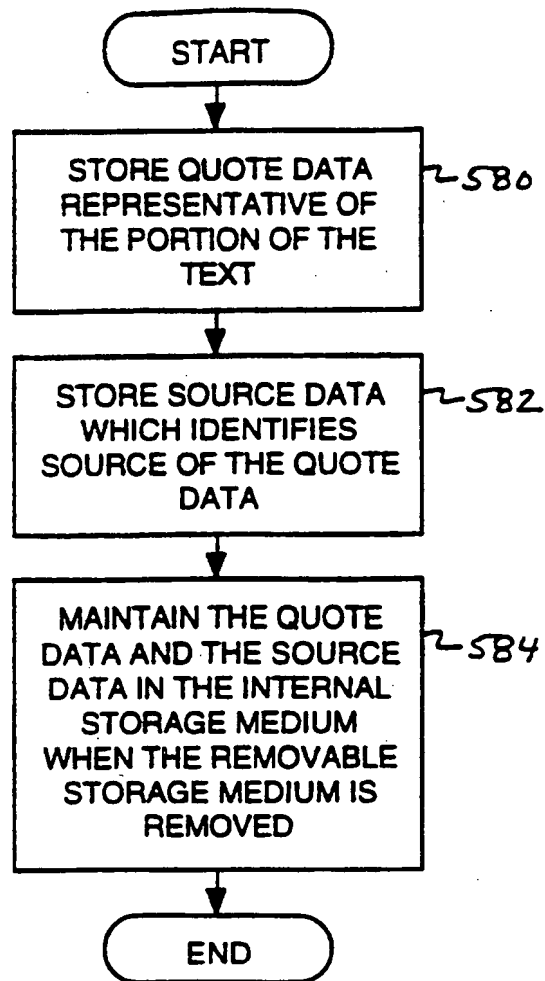 START
STORE QUOTE DATA
REPRESENTATIVE OF
THE PORTION OF THE
TEXT
580
STORE SOURCE DATA
WHICH IDENTIFIES
SOURCE OF THE QUOTE
DATA
582
MAINTAIN THE QUOTE
DATA AND THE SOURCE
DATA IN THE INTERNAL
STORAGE MEDIUM
WHEN THE REMOVABLE
STORAGE MEDIUM IS
REMOVED
584
END